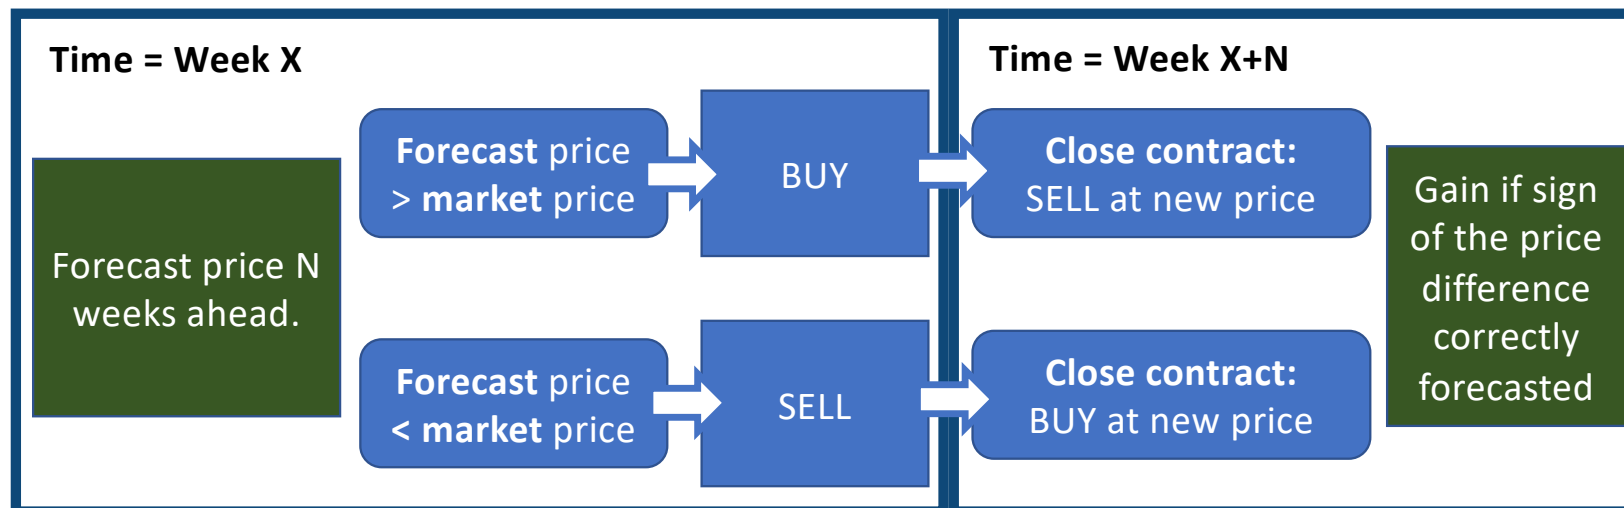 Time = Week X
Forecast price N
weeks ahead.
Forecast price
> market price
BUY
Forecast price
< market price
SELL
Time = Week X+N
Close contract:
SELL at new price
Close contract:
BUY at new price
Gain if sign
of the price
difference
correctly
forecasted